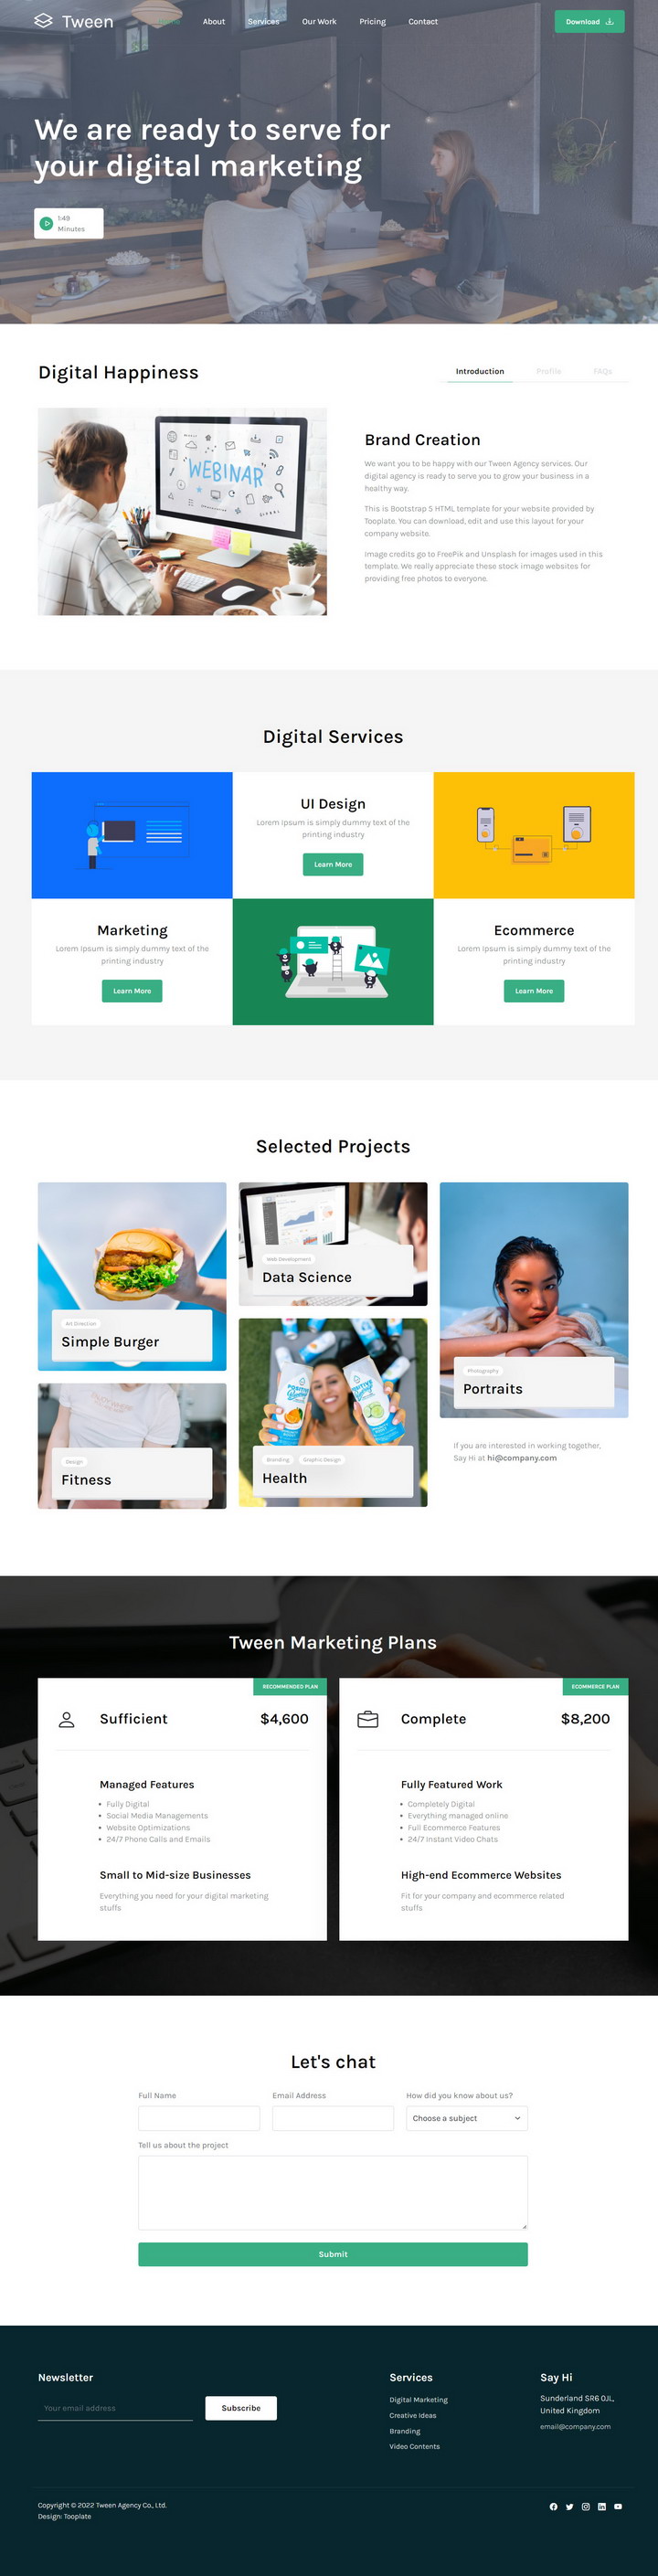 Tween
Home
About
Services
Our Work
Pricing
Contact
Download
We are ready to serve for
your digital marketing
1:49
Minutes
Digital Happiness
Introduction
Profile
FAQs
WEBINAR
Brand Creation
We want you to be happy with our Tween Agency services. Our
digital agency is ready to serve you to grow your business in a
healthy way.
This is Bootstrap 5 HTML template for your website provided by
Tooplate. You can download, edit and use this layout for your
company website.
Image credits go to FreePik and Unsplash for images used in this
template. We really appreciate these stock image websites for
providing free photos to everyone.
Digital Services
UI Design
Lorem Ipsum is simply dummy text of the
printing industry
Learn More
Marketing
Lorem Ipsum is simply dummy text of the
printing industry
Learn More
Ecommerce
Lorem Ipsum is simply dummy text of the
printing industry
Learn More
Selected Projects
Art Direction
Simple Burger
Web Development
Data Science
Photography
Portraits
Design
Fitness
Branding
Graphic Design
Health
If you are interested in working together,
Say Hi at hi@company.com
Tween Marketing Plans
RECOMMENDED PLAN
Sufficient
$4,600
Managed Features
• Fully Digital
• Social Media Managements
• Website Optimizations
• 24/7 Phone Calls and Emails
Small to Mid-size Businesses
Everything you need for your digital marketing
stuffs
ECOMMERCE PLAN
Complete
$8,200
Fully Featured Work
• Completely Digital
• Everything managed online
• Full Ecommerce Features
• 24/7 Instant Video Chats
High-end Ecommerce Websites
Fit for your company and ecommerce related
stuffs
Let's chat
Full Name
Email Address
How did you know about us?
Choose a subject
Tell us about the project
Submit
Newsletter
Your email address
Subscribe
Services
Digital Marketing
Creative Ideas
Branding
Video Contents
Say Hi
Sunderland SR6 0JL,
United Kingdom
email@company.com
Copyright © 2022 Tween Agency Co., Ltd.
Design: Tooplate